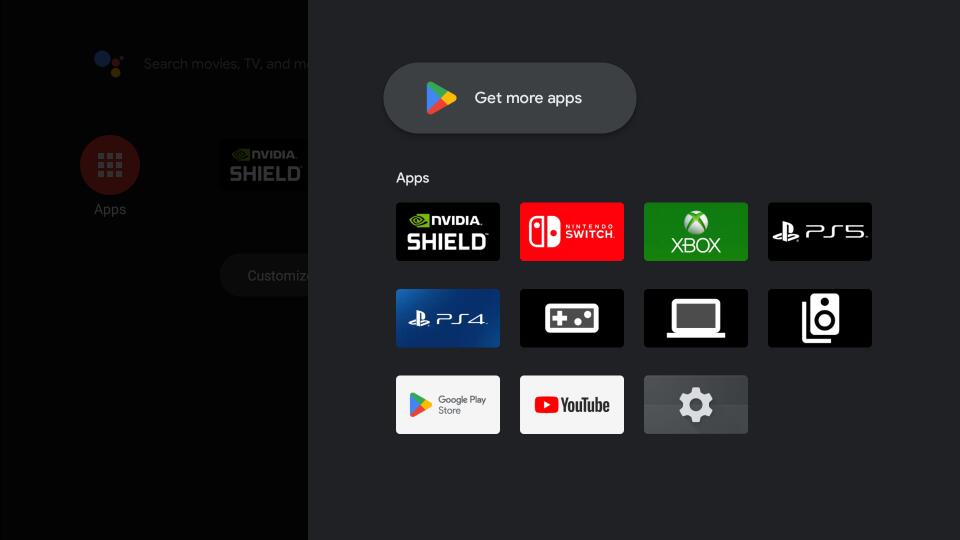 Search movies, TV, and m
Get more apps
Apps
NVIDIA.
SHIELD
NVIDIA.
SHIELD
NINTENDO
SWITCH.
XBOX
PS5
Apps
Customize
PS4
Google Play
Store
YouTube